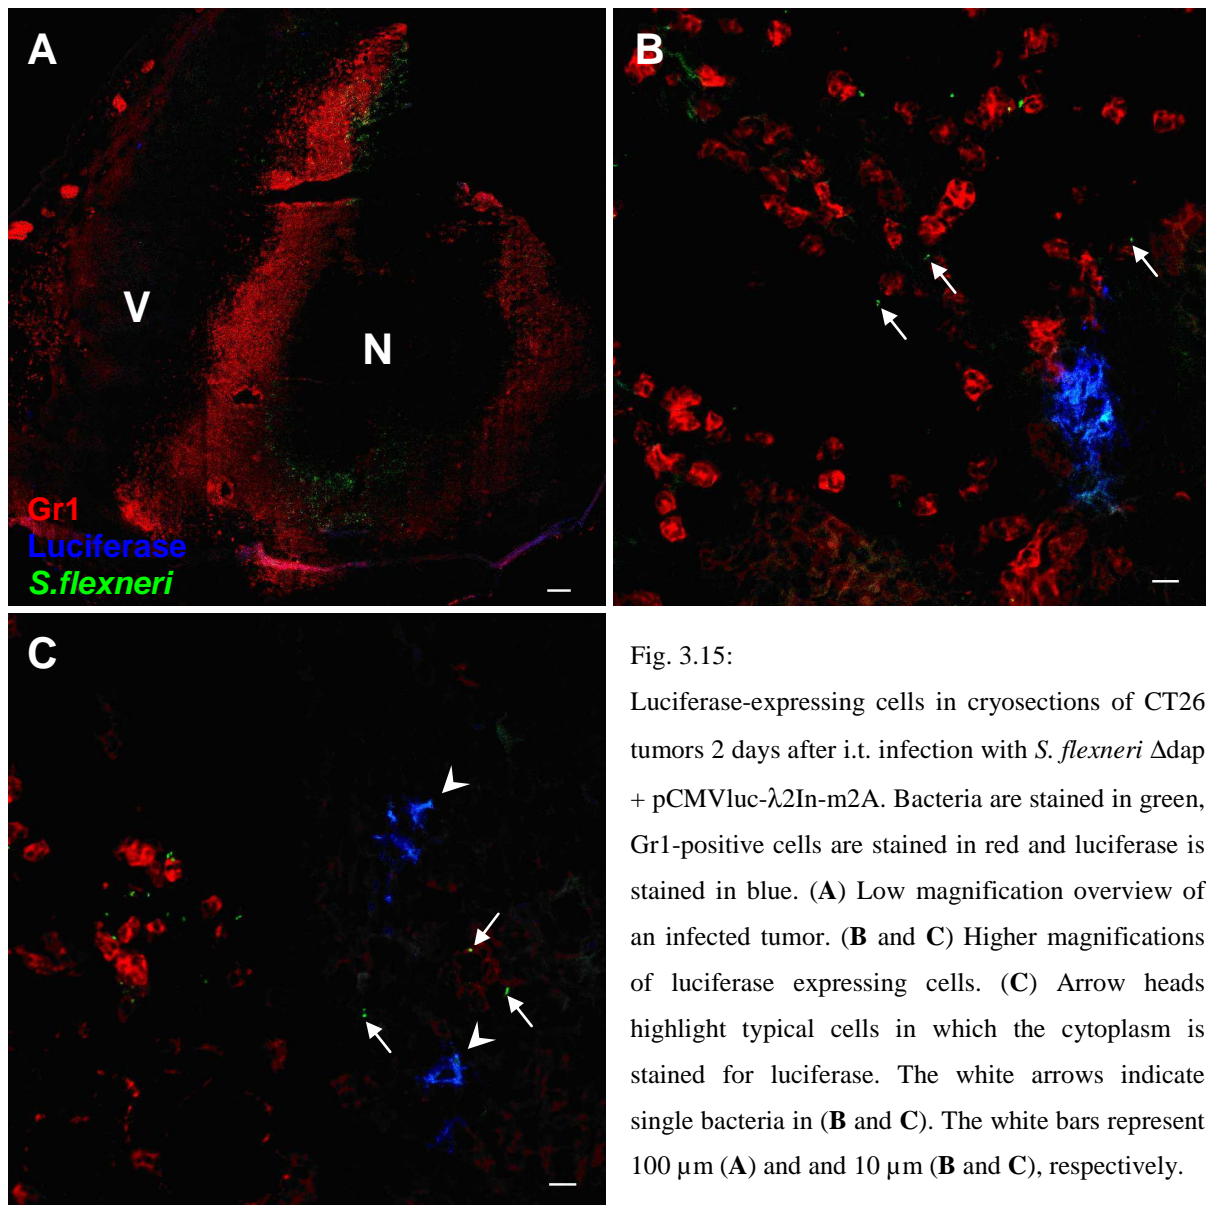 A
B
V
N
Gr1
Luciferase
S.flexneri
C
Fig. 3.15:
Luciferase-expressing cells in cryosections of CT26
tumors 2 days after i.t. infection with S. flexneri Δdap
+ pCMVluc-λ2In-m2A. Bacteria are stained in green,
Gr1-positive cells are stained in red and luciferase is
stained in blue. (A) Low magnification overview of
an infected tumor. (B and C) Higher magnifications
of luciferase expressing cells. (C) Arrow heads
highlight typical cells in which the cytoplasm is
stained for luciferase. The white arrows indicate
single bacteria in (B and C). The white bars represent
100 µm (A) and and 10 µm (B and C), respectively.